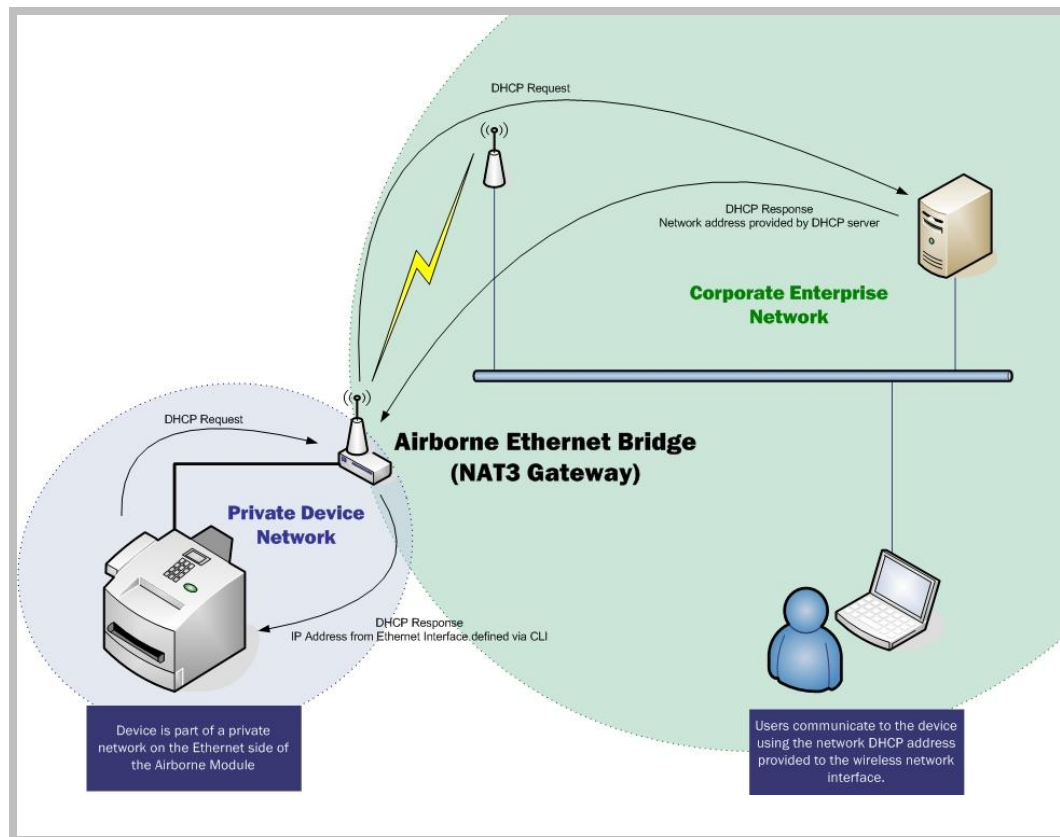 DHCP Request
DHCP Response
Network address provided by DHCP server
Corporate Enterprise
Network
DHCP Request
Airborne Ethernet Bridge
(NAT3 Gateway)
Private Device
Network
DHCP Response
IP Address from Ethernet Interface defined via CLI
Device is part of a private
network on the Ethernet side of
the Airborne Module
Users communicate to the device
using the network DHCP address
provided to the wireless network
interface.